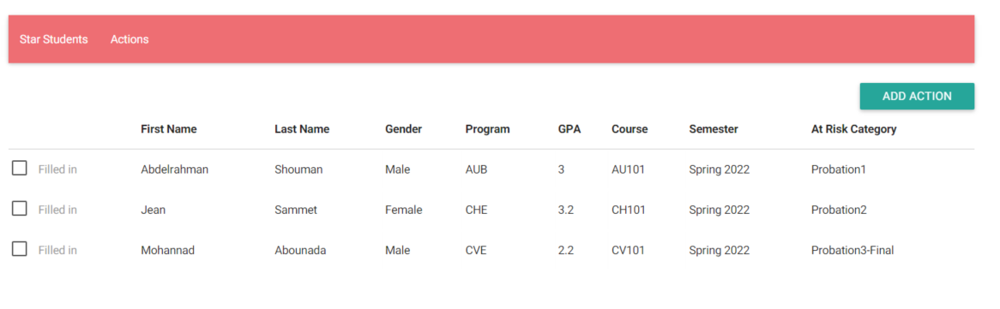 Star Students Actions
ADD ACTION
First Name Last Name Gender Program GPA Course Semester At Risk Category
Filled in Abdelrahman Shouman Male AUB 3 AU101 Spring 2022 Probation1
Filled in Jean Sammet Female CHE 3.2 CH101 Spring 2022 Probation2
Filled in Mohannad Abounada Male CVE 2.2 CV101 Spring 2022 Probation3-Final